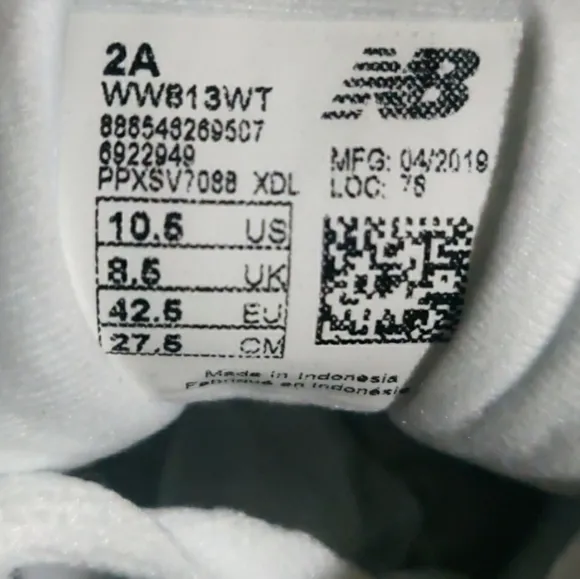 2A
WW813WT
NB
888546269507
6922949
MFG: 04/2019
PPXSV7088 XDL
LOC: 78
10.5 US
8.5 UK
42.5 EU
27.5 CM
Made in Indonesia
Fabriqué en Indonésie